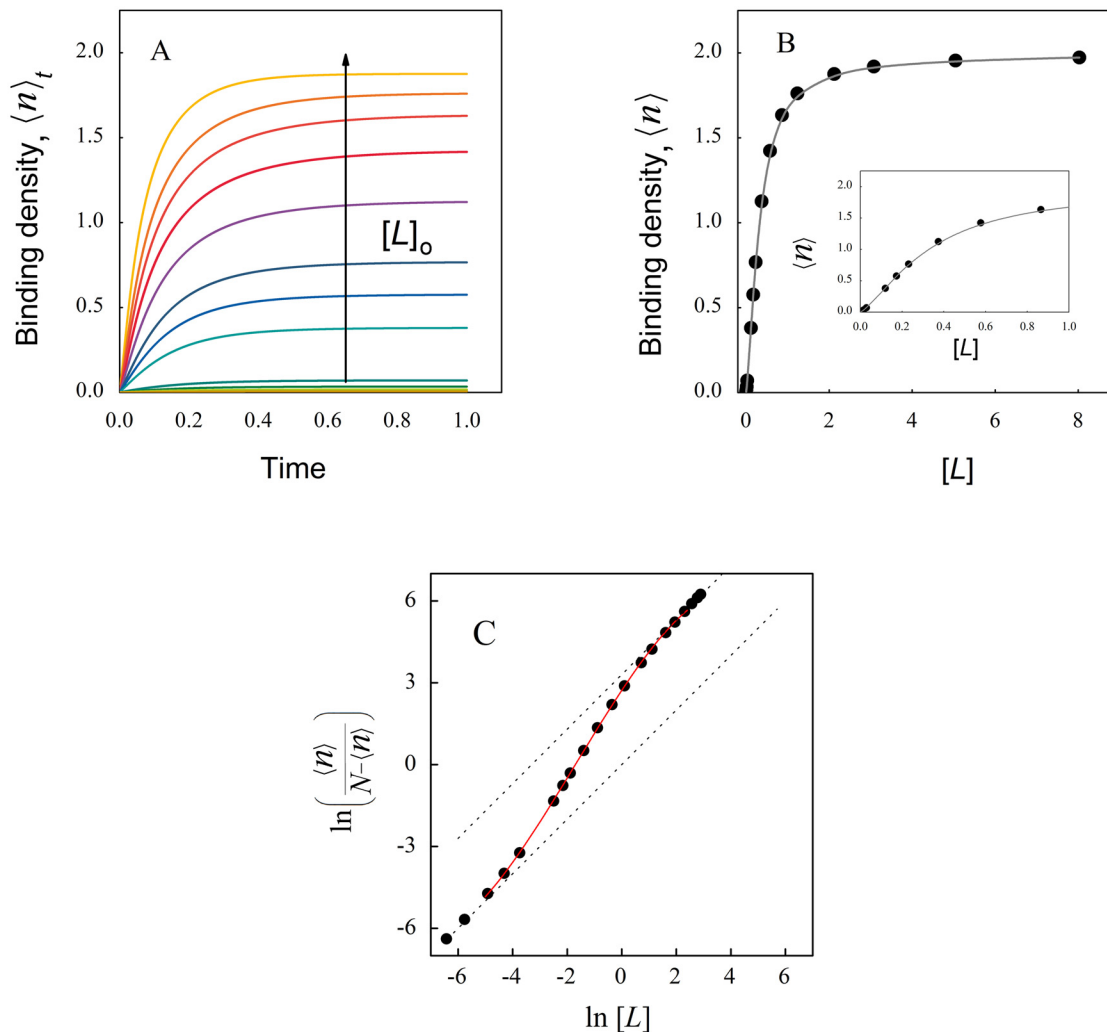 A
Binding density, ⟨n⟩t
2.0
1.5
1.0
0.5
0.0
[L]o
0.0 0.2 0.4 0.6 0.8 1.0
Time
B
Binding density, ⟨n⟩
2.0
1.5
1.0
0.5
0.0
⟨n⟩
2.0
1.5
1.0
0.5
0.0
0.0 0.2 0.4 0.6 0.8 1.0
[L]
0 2 4 6 8
[L]
C
ln(⟨n⟩/N−⟨n⟩)
6
3
0
-3
-6
-6 -4 -2 0 2 4 6
ln [L]